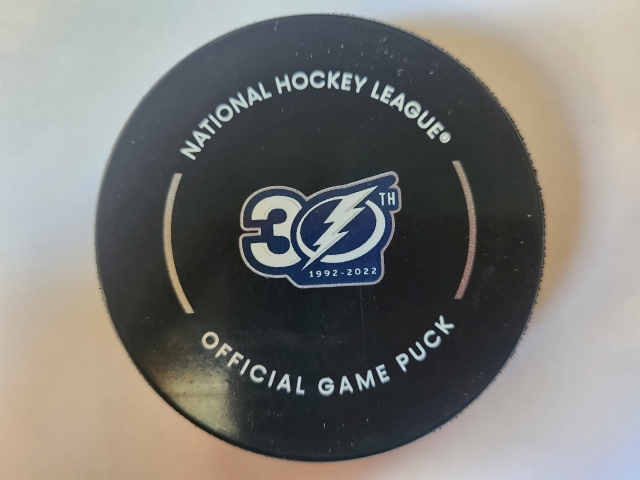 NATIONAL HOCKEY LEAGUE®
30TH
1992-2022
OFFICIAL GAME PUCK